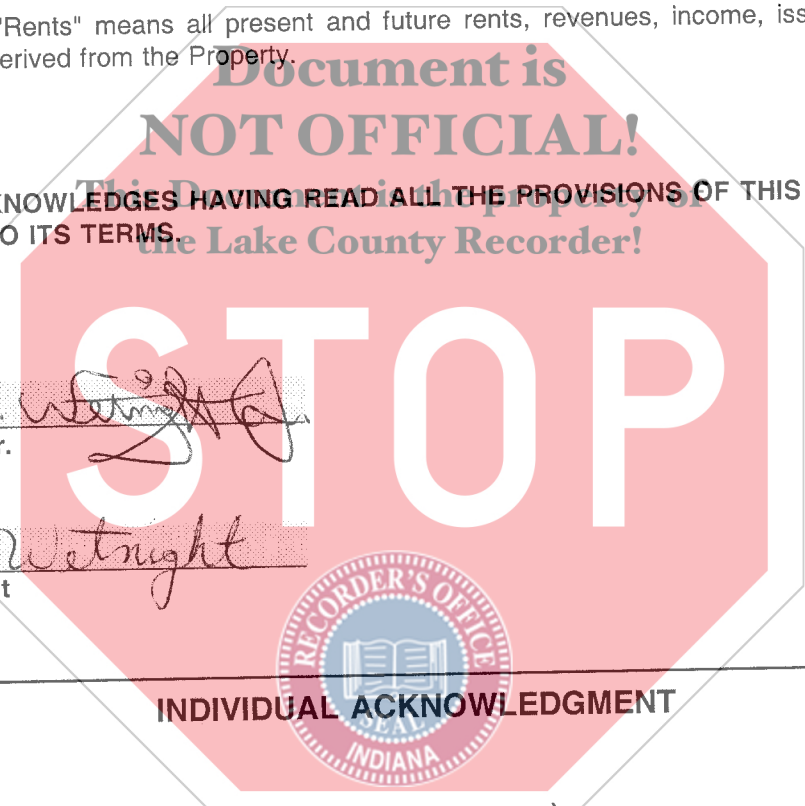 "Rents" means all present and future rents, revenues, income, iss
erived from the Property.
Document is
NOT OFFICIAL!
This Document is the property of
KNOWLEDGES HAVING READ ALL THE PROVISIONS OF THIS
O ITS TERMS.
the Lake County Recorder!
STOP
. Wetnight Jr.
r.
Wetnight
t
RECORDER'S OFFICE
SEAL
INDIANA
INDIVIDUAL ACKNOWLEDGMENT
)